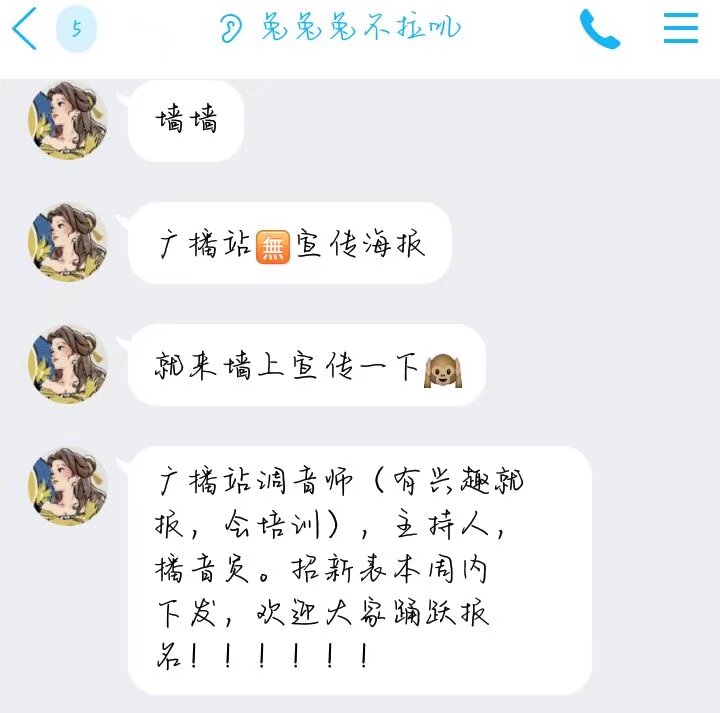 5
兔兔兔不拉叽
墙墙
广播站🈚宣传海报
就来墙上宣传一下🙉
广播站调音师（有兴趣就
报，会培训），主持人，
播音员。招新表本周内
下发，欢迎大家踊跃报
名！！！！！！